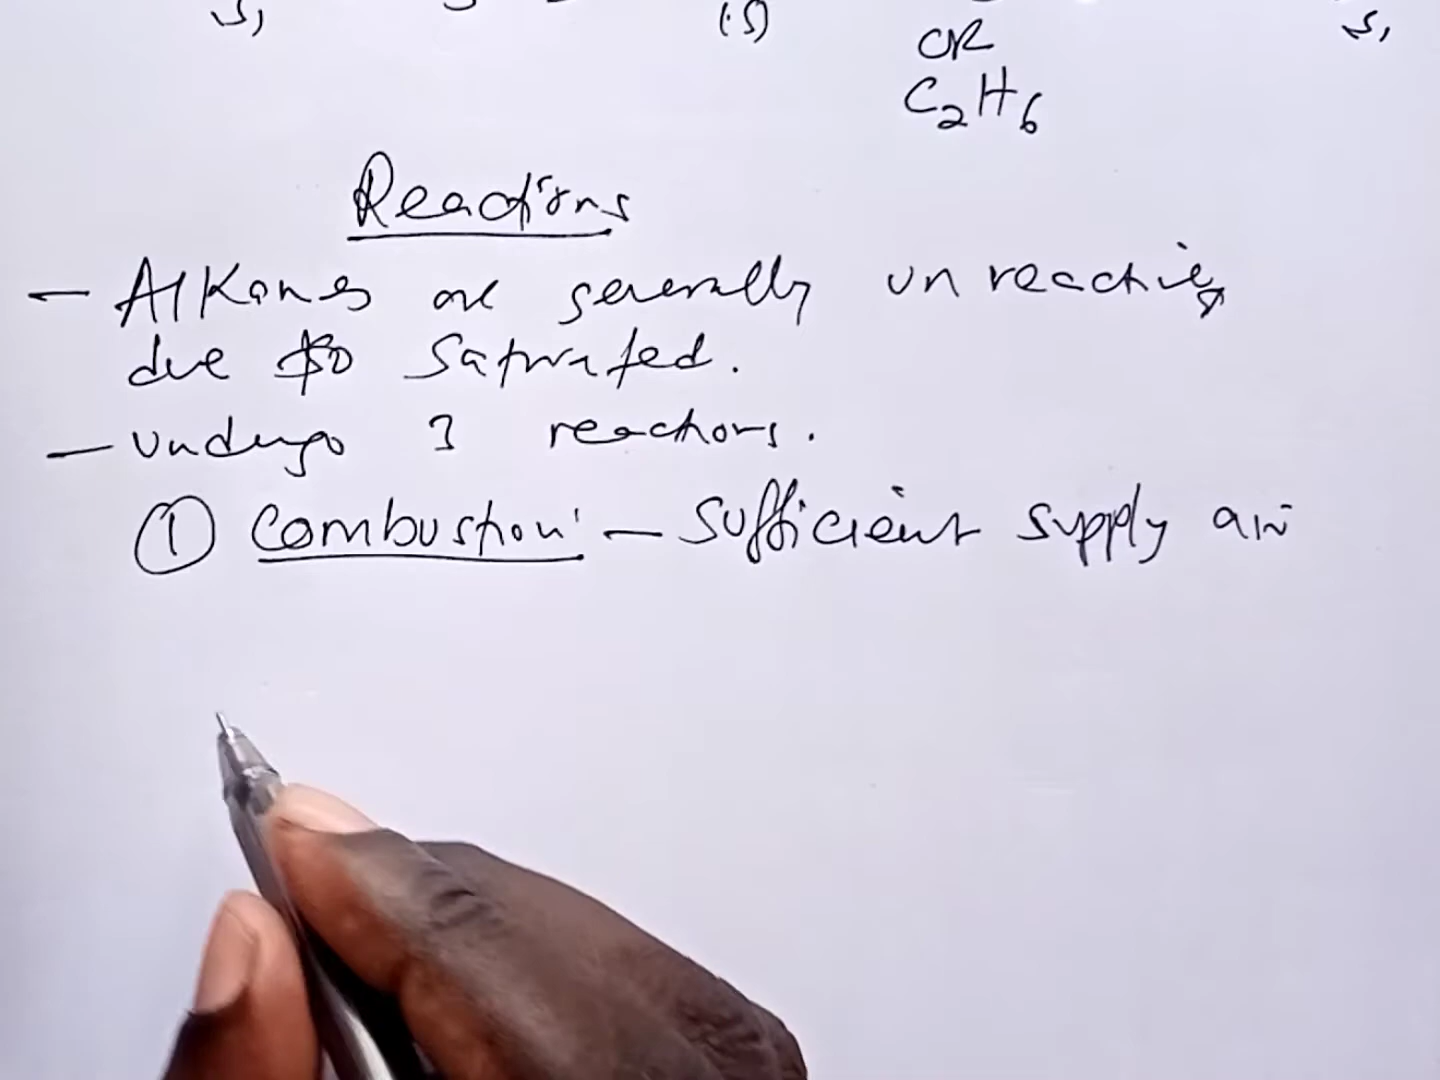 (s)
OR
C₂H₆
Reactions
– Alkanes are generally unreactive
due to saturated.
– undergo 3 reactions.
① Combustion – sufficient supply air